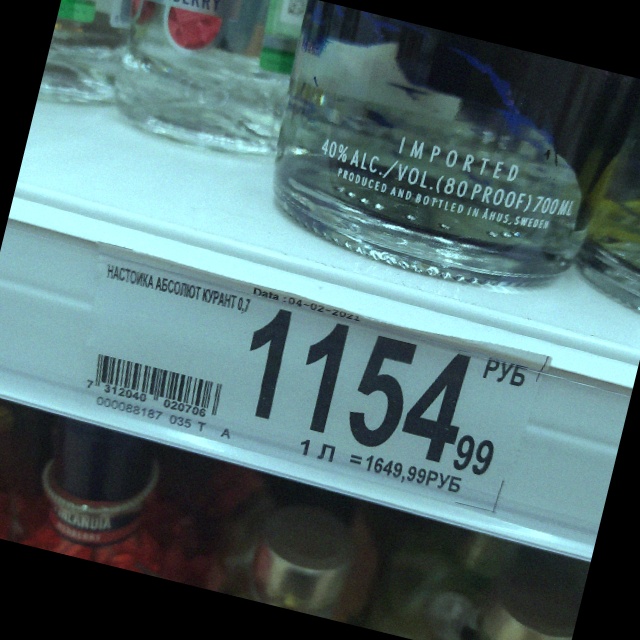 BERRY
IMPORTED
40% ALC./VOL.(80 PROOF) 700 ML
PRODUCED AND BOTTLED IN ÅHUS, SWEDEN
НАСТОЙКА АБСОЛЮТ КУРАНТ 0,7
Data :04-02-2021
1154 99 РУБ
7 312040 020706
000088187 035 Т А
1 Л =1649,99РУБ